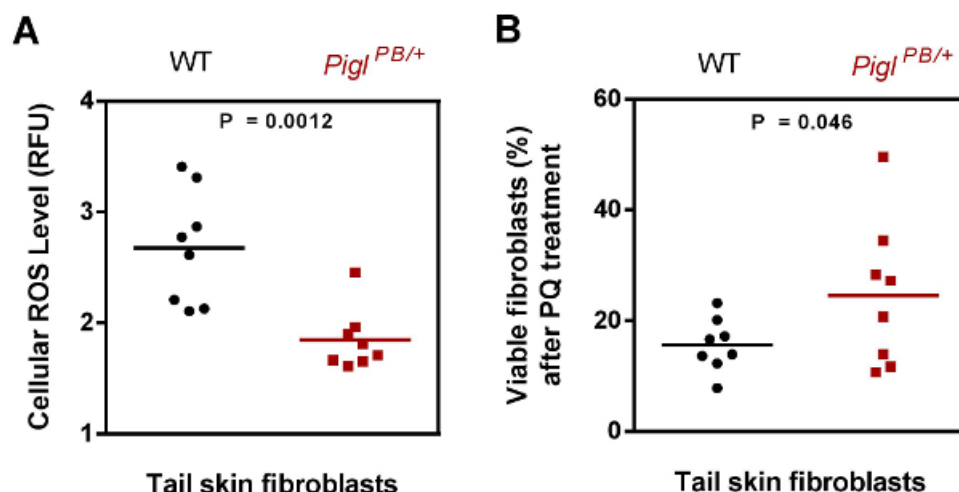 A
WT
Pigl PB/+
P = 0.0012
Cellular ROS Level (RFU)
4
3
2
1
Tail skin fibroblasts
B
WT
Pigl PB/+
P = 0.046
Viable fibroblasts (%)
after PQ treatment
60
40
20
0
Tail skin fibroblasts